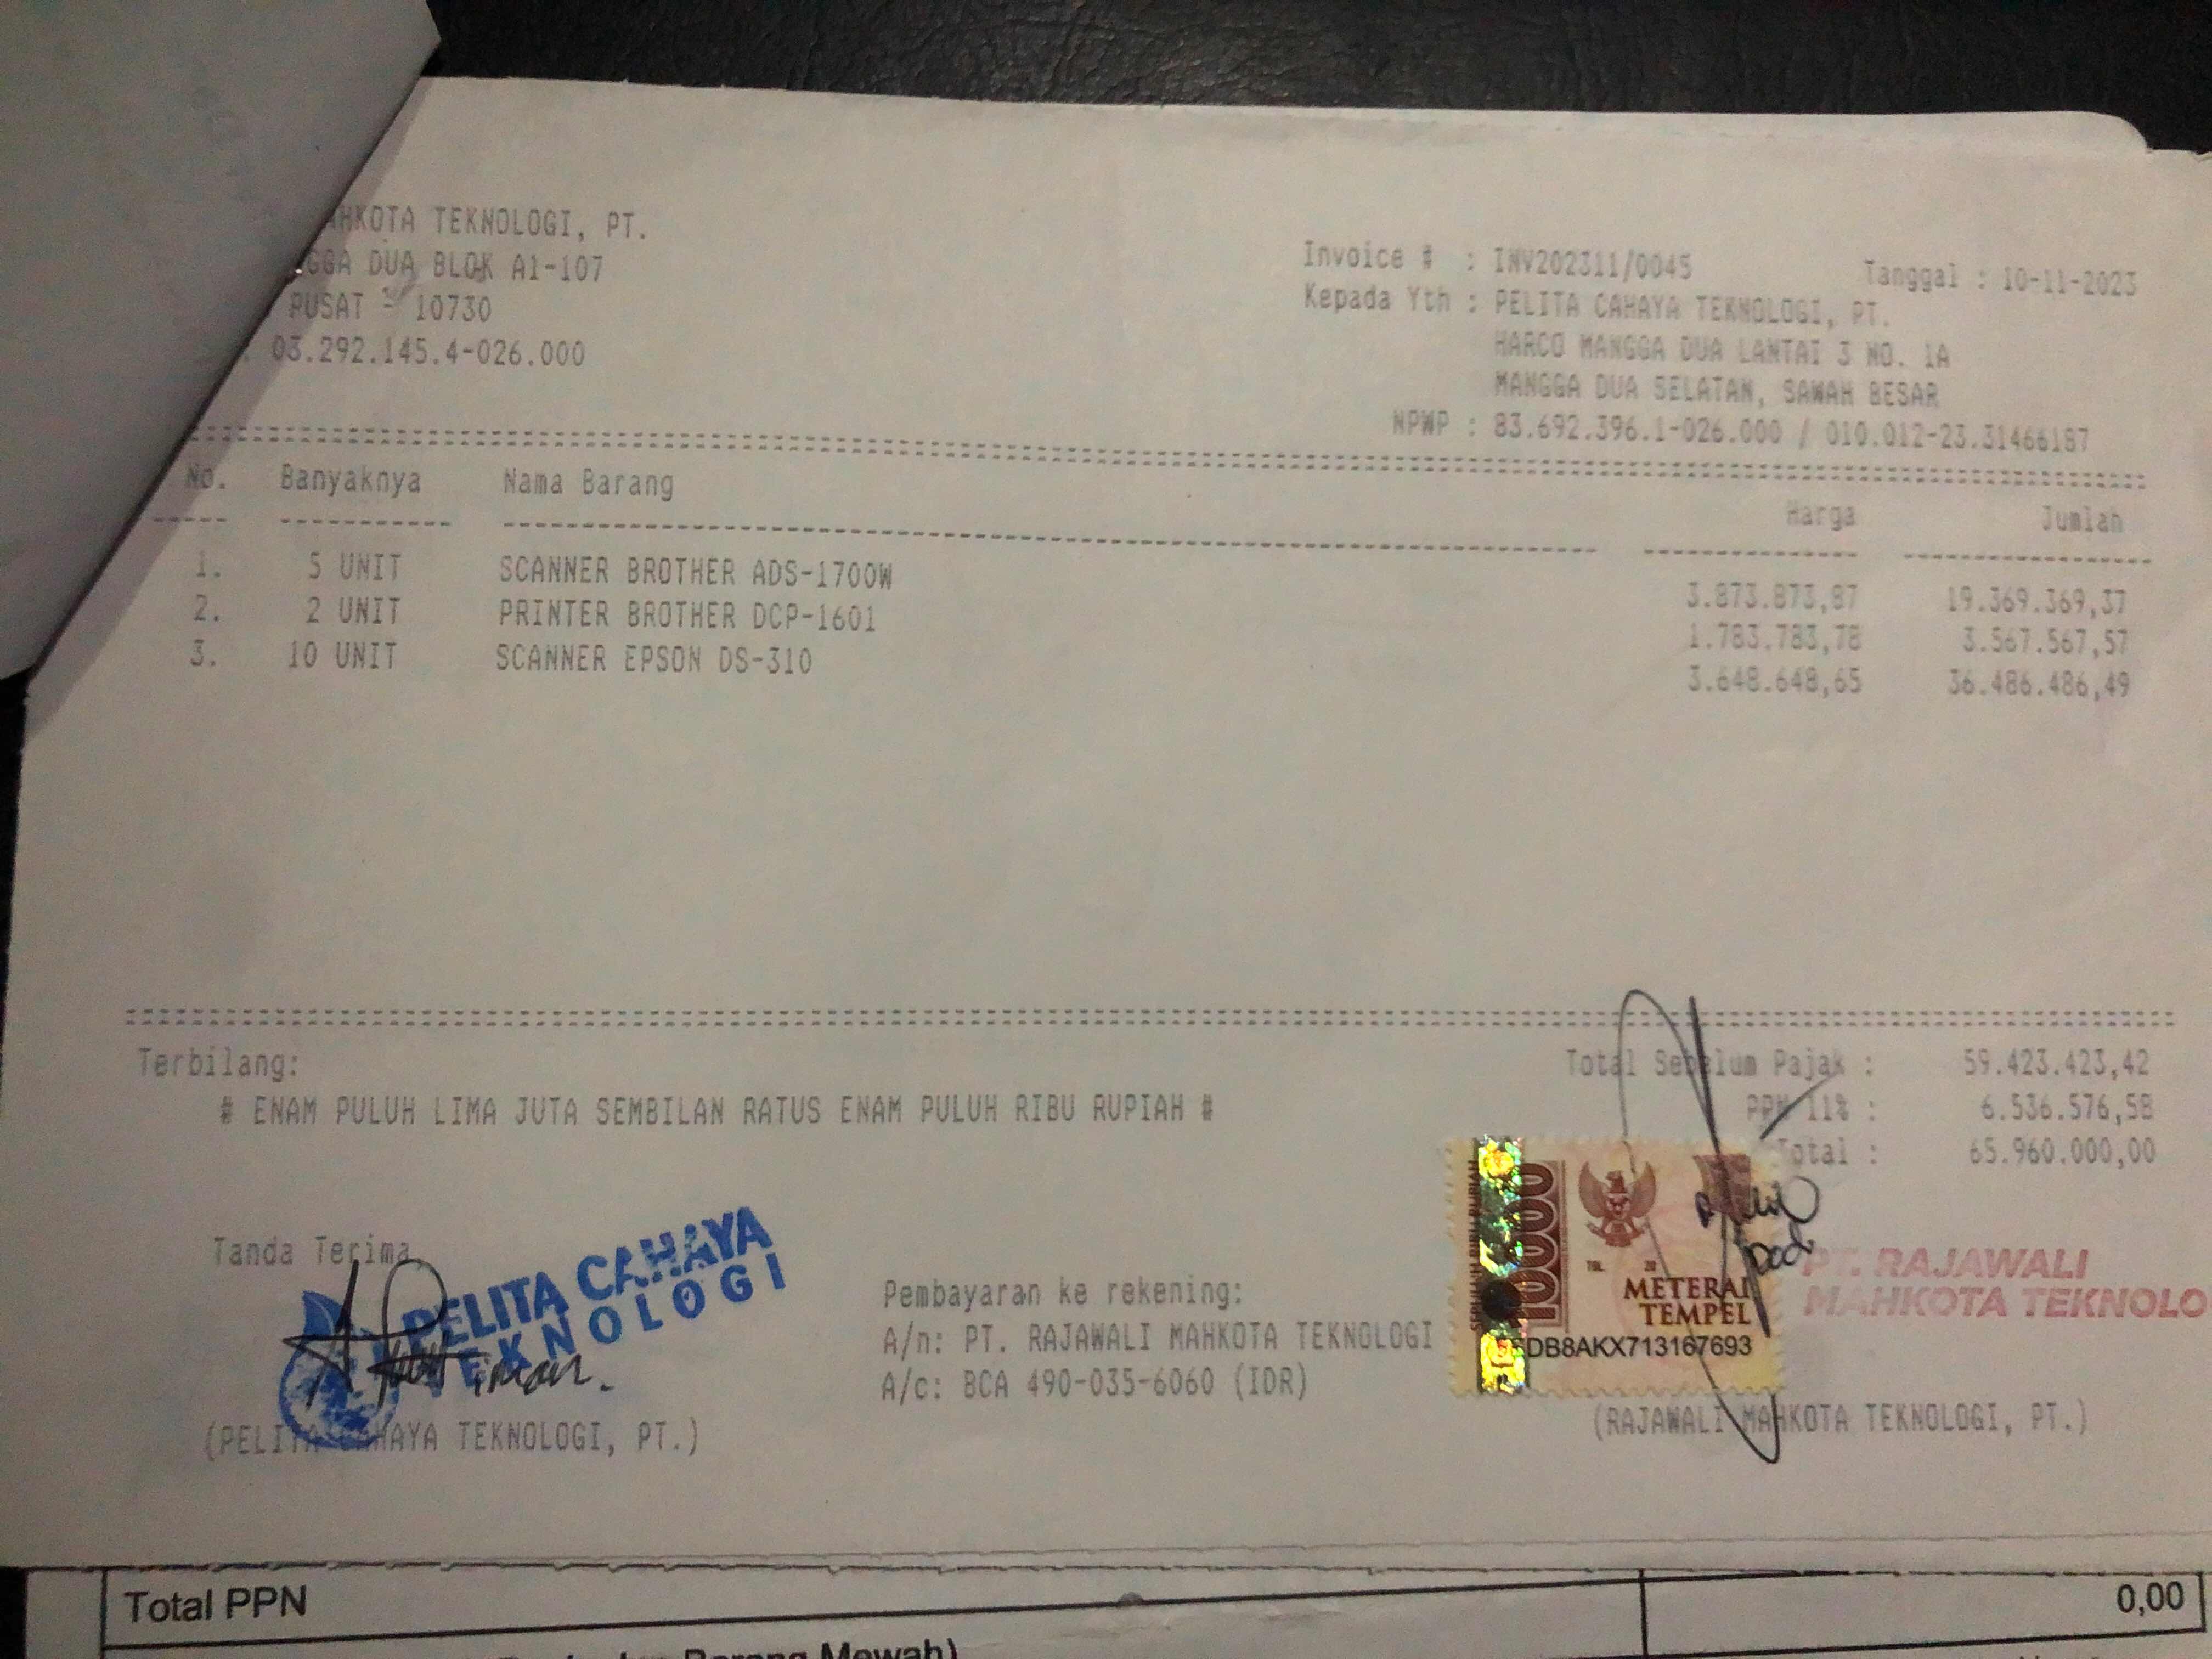 AHKOTA TEKNOLOGI, PT.
GGA DUA BLOK A1-107
PUSAT - 10730
03.292.145.4-026.000
Invoice # : INV202311/0045 Tanggal : 10-11-2023
Kepada Yth : PELITA CAHAYA TEKNOLOGI, PT.
HARCO MANGGA DUA LANTAI 3 NO. 1A
MANGGA DUA SELATAN, SAWAH BESAR
NPWP : 83.692.396.1-026.000 / 010.012-23.31466187
No. Banyaknya Nama Barang Harga Jumlah
1. 5 UNIT SCANNER BROTHER ADS-1700W 3.873.873,87 19.369.369,37
2. 2 UNIT PRINTER BROTHER DCP-1601 1.783.783,78 3.567.567,57
3. 10 UNIT SCANNER EPSON DS-310 3.648.648,65 36.486.486,49
Terbilang:
# ENAM PULUH LIMA JUTA SEMBILAN RATUS ENAM PULUH RIBU RUPIAH #
Total Sebelum Pajak : 59.423.423,42
PPN 11% : 6.536.576,58
Total : 65.960.000,00
Tanda Terima,
PELITA CAHAYA
TEKNOLOGI
(PELITA CAHAYA TEKNOLOGI, PT.)
Pembayaran ke rekening:
A/n: PT. RAJAWALI MAHKOTA TEKNOLOGI
A/c: BCA 490-035-6060 (IDR)
SEPULUH RIBU RUPIAH
10000
TGL. 20
METERAI
TEMPEL
DB8AKX713167693
PT. RAJAWALI
MAHKOTA TEKNOLO
(RAJAWALI MAHKOTA TEKNOLOGI, PT.)
Total PPN 0,00
Barang Mewah)